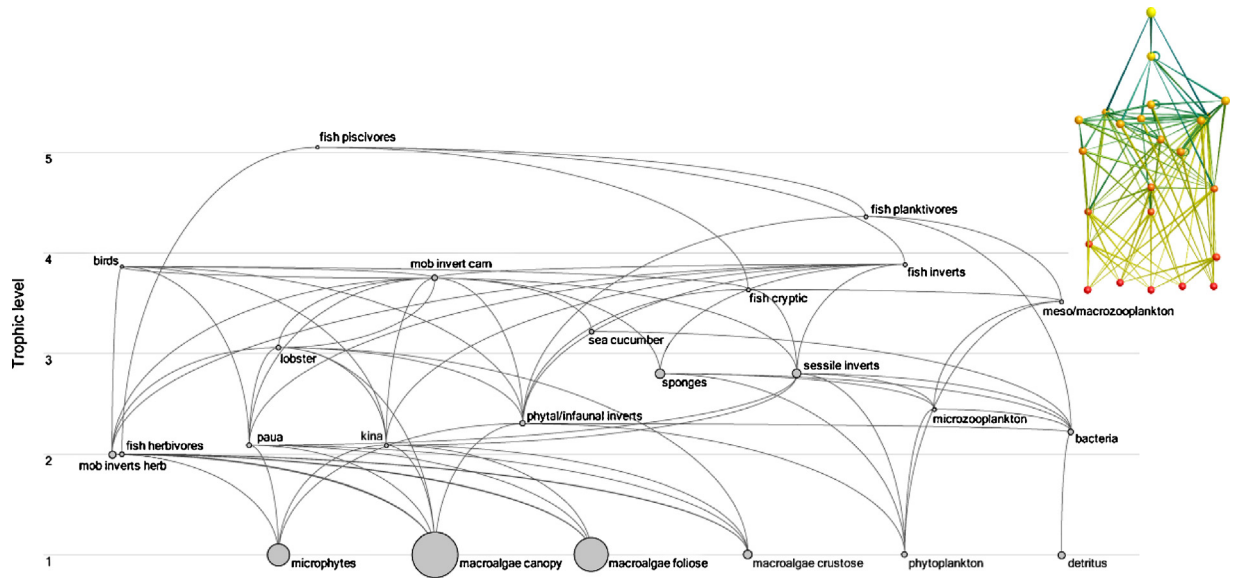 fish piscivores
5
fish planktivores
4
birds
mob invert carn
fish inverts
fish cryptic
meso/macrozooplankton
Trophic level
sea cucumber
3
lobster
sponges
sessile inverts
phytal/infaunal inverts
microzooplankton
fish herbivores
paua
kina
bacteria
2
mob inverts herb
1
microphytes
macroalgae canopy
macroalgae foliose
macroalgae crustose
phytoplankton
detritus